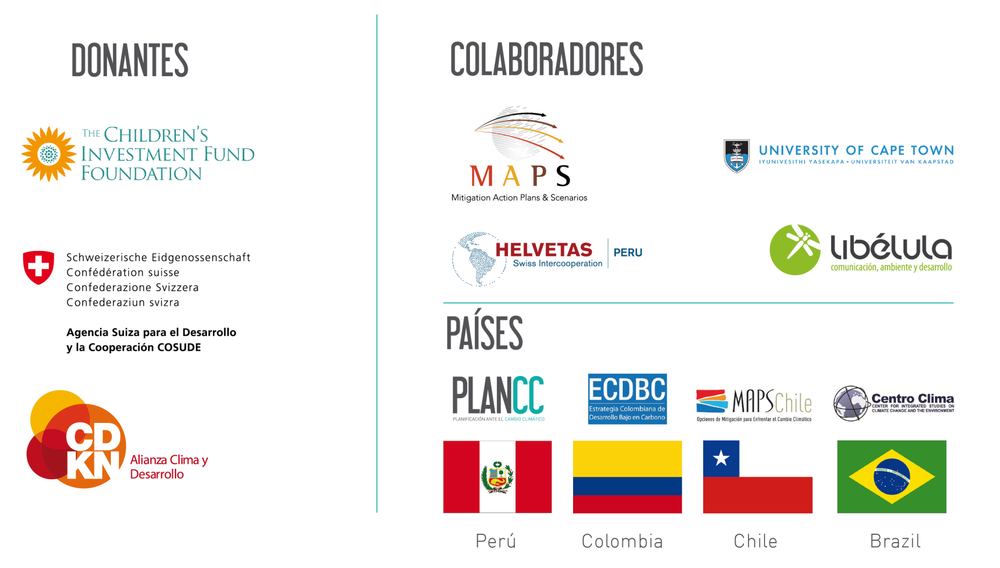 DONANTES
THE CHILDREN'S
INVESTMENT FUND
FOUNDATION
Schweizerische Eidgenossenschaft
Confédération suisse
Confederazione Svizzera
Confederaziun svizra
Agencia Suiza para el Desarrollo
y la Cooperación COSUDE
CD
KN
Alianza Clima y
Desarrollo
COLABORADORES
MAPS
Mitigation Action Plans & Scenarios
UNIVERSITY OF CAPE TOWN
IYUNIVESITHI YASEKAPA • UNIVERSITEIT VAN KAAPSTAD
HELVETAS
Swiss Intercooperation
PERU
libélula
comunicación, ambiente y desarrollo
PAÍSES
PLANCC
PLANIFICACIÓN ANTE EL CAMBIO CLIMÁTICO
ECDBC
Estrategia Colombiana de
Desarrollo Bajo en Carbono
MAPSChile
Opciones de Mitigación para Enfrentar el Cambio Climático
Centro Clima
CENTER FOR INTEGRATED STUDIES ON
CLIMATE CHANGE AND THE ENVIRONMENT
ORDEM E PROGRESSO
Perú
Colombia
Chile
Brazil